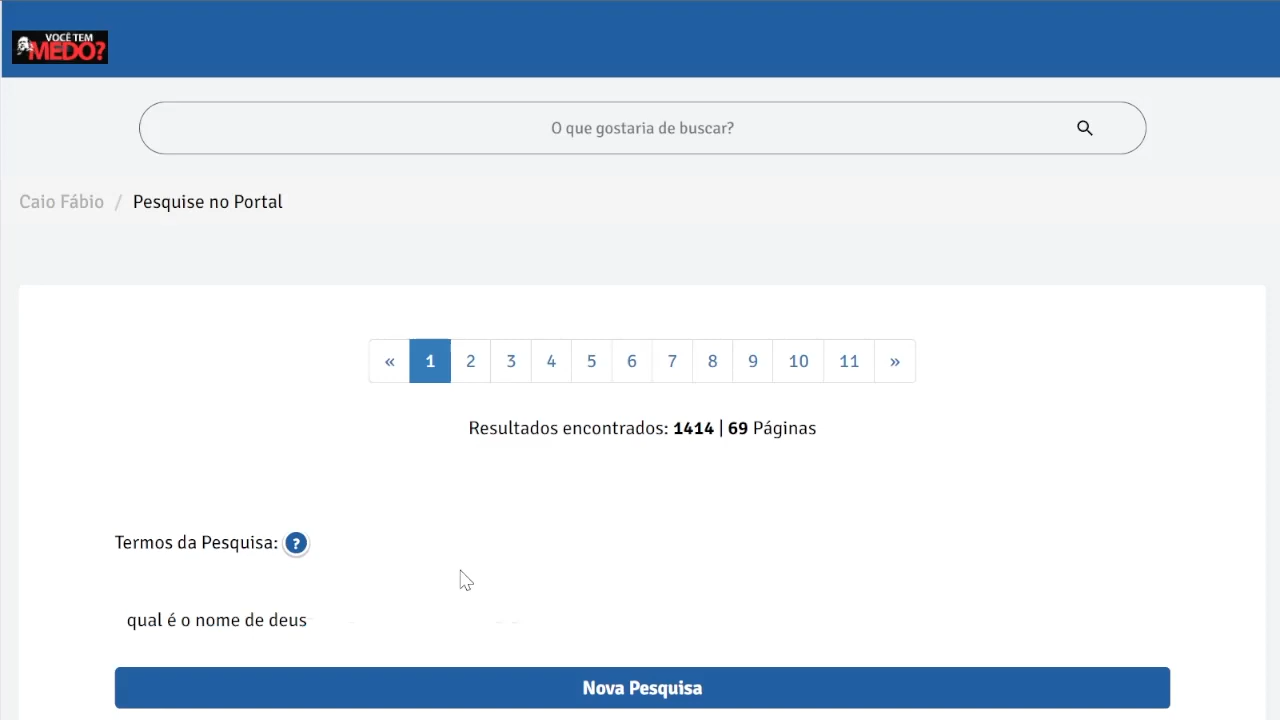 VOCÊ TEM
MEDO?
O que gostaria de buscar?
Caio Fábio / Pesquise no Portal
« 1 2 3 4 5 6 7 8 9 10 11 »
Resultados encontrados: 1414 | 69 Páginas
Termos da Pesquisa: ?
qual é o nome de deus
Nova Pesquisa